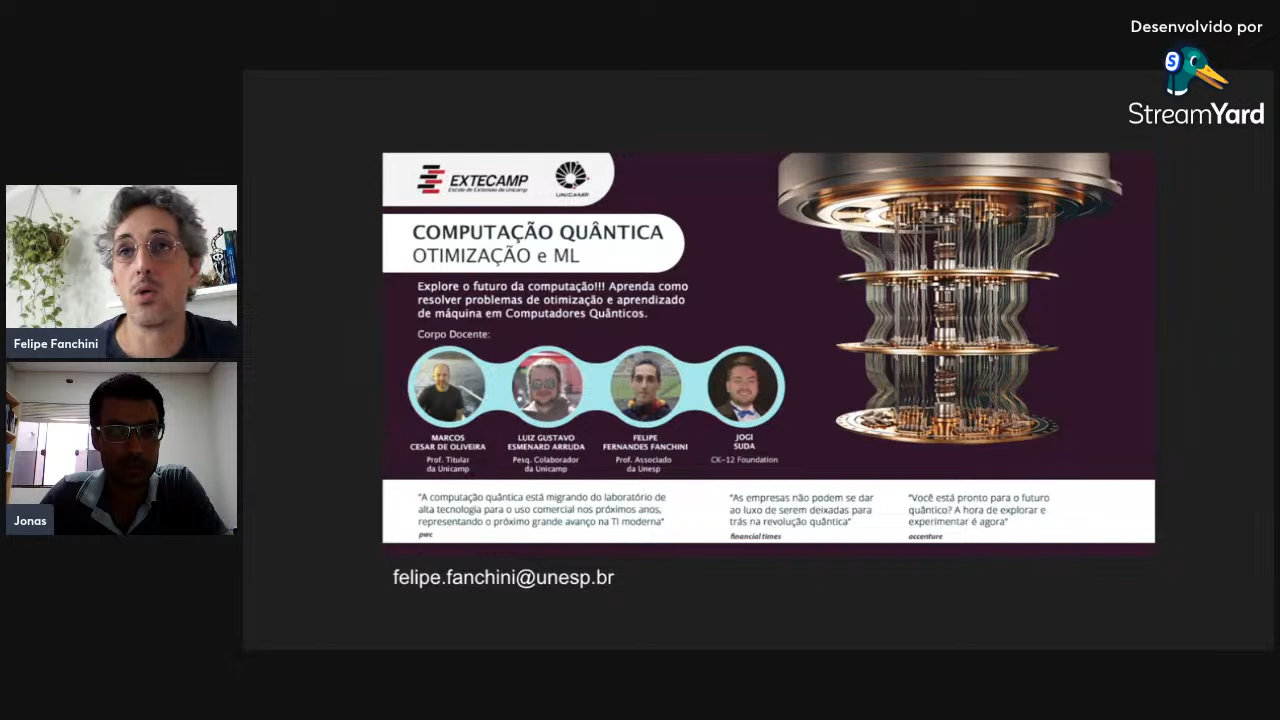 Desenvolvido por
StreamYard
Felipe Fanchini
Jonas
EXTECAMP
Escola de Extensão da Unicamp
UNICAMP
COMPUTAÇÃO QUÂNTICA
OTIMIZAÇÃO e ML
Explore o futuro da computação!!! Aprenda como
resolver problemas de otimização e aprendizado
de máquina em Computadores Quânticos.
Corpo Docente:
MARCOS
CESAR DE OLIVEIRA
Prof. Titular
da Unicamp
LUIZ GUSTAVO
ESMENARD ARRUDA
Pesq. Colaborador
da Unicamp
FELIPE
FERNANDES FANCHINI
Prof. Associado
da Unesp
JOGI
SUDA
CK-12 Foundation
"A computação quântica está migrando do laboratório de
alta tecnologia para o uso comercial nos próximos anos,
representando o próximo grande avanço na TI moderna"
pwc
"As empresas não podem se dar
ao luxo de serem deixadas para
trás na revolução quântica"
financial times
"Você está pronto para o futuro
quântico? A hora de explorar e
experimentar é agora"
accenture
felipe.fanchini@unesp.br